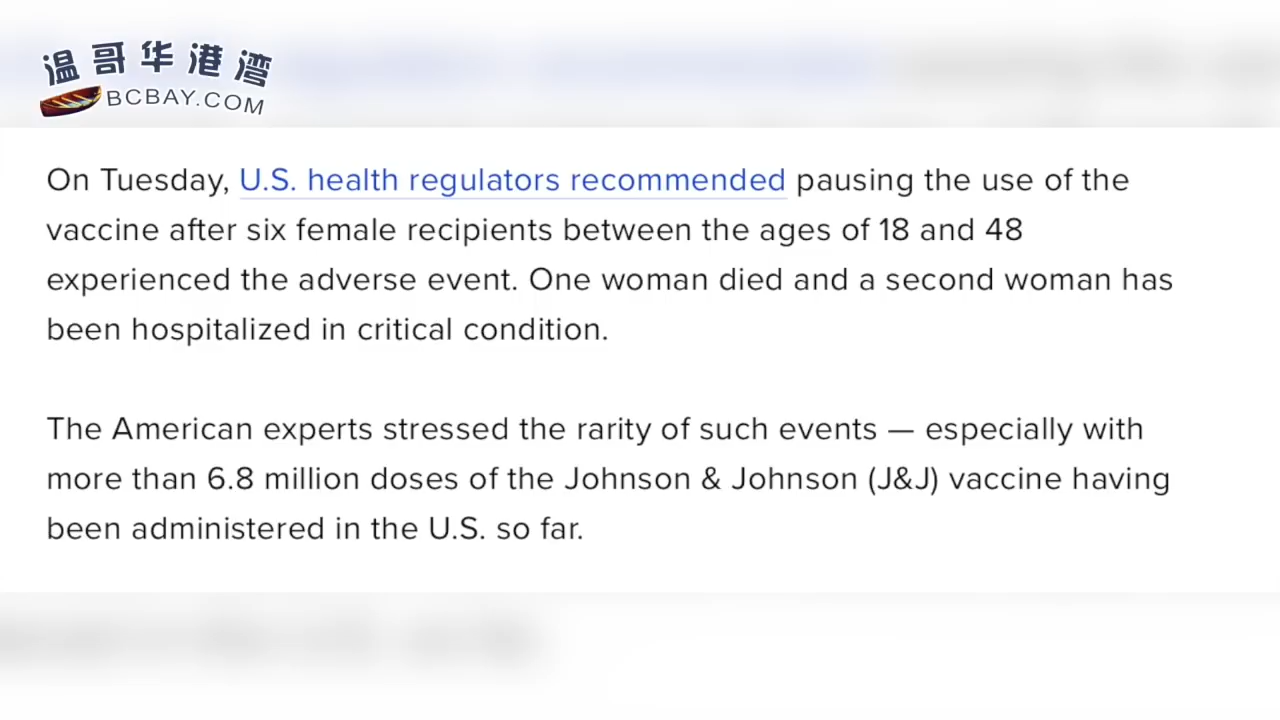 温哥华港湾
BCBAY.COM
On Tuesday, U.S. health regulators recommended pausing the use of the
vaccine after six female recipients between the ages of 18 and 48
experienced the adverse event. One woman died and a second woman has
been hospitalized in critical condition.
The American experts stressed the rarity of such events — especially with
more than 6.8 million doses of the Johnson & Johnson (J&J) vaccine having
been administered in the U.S. so far.